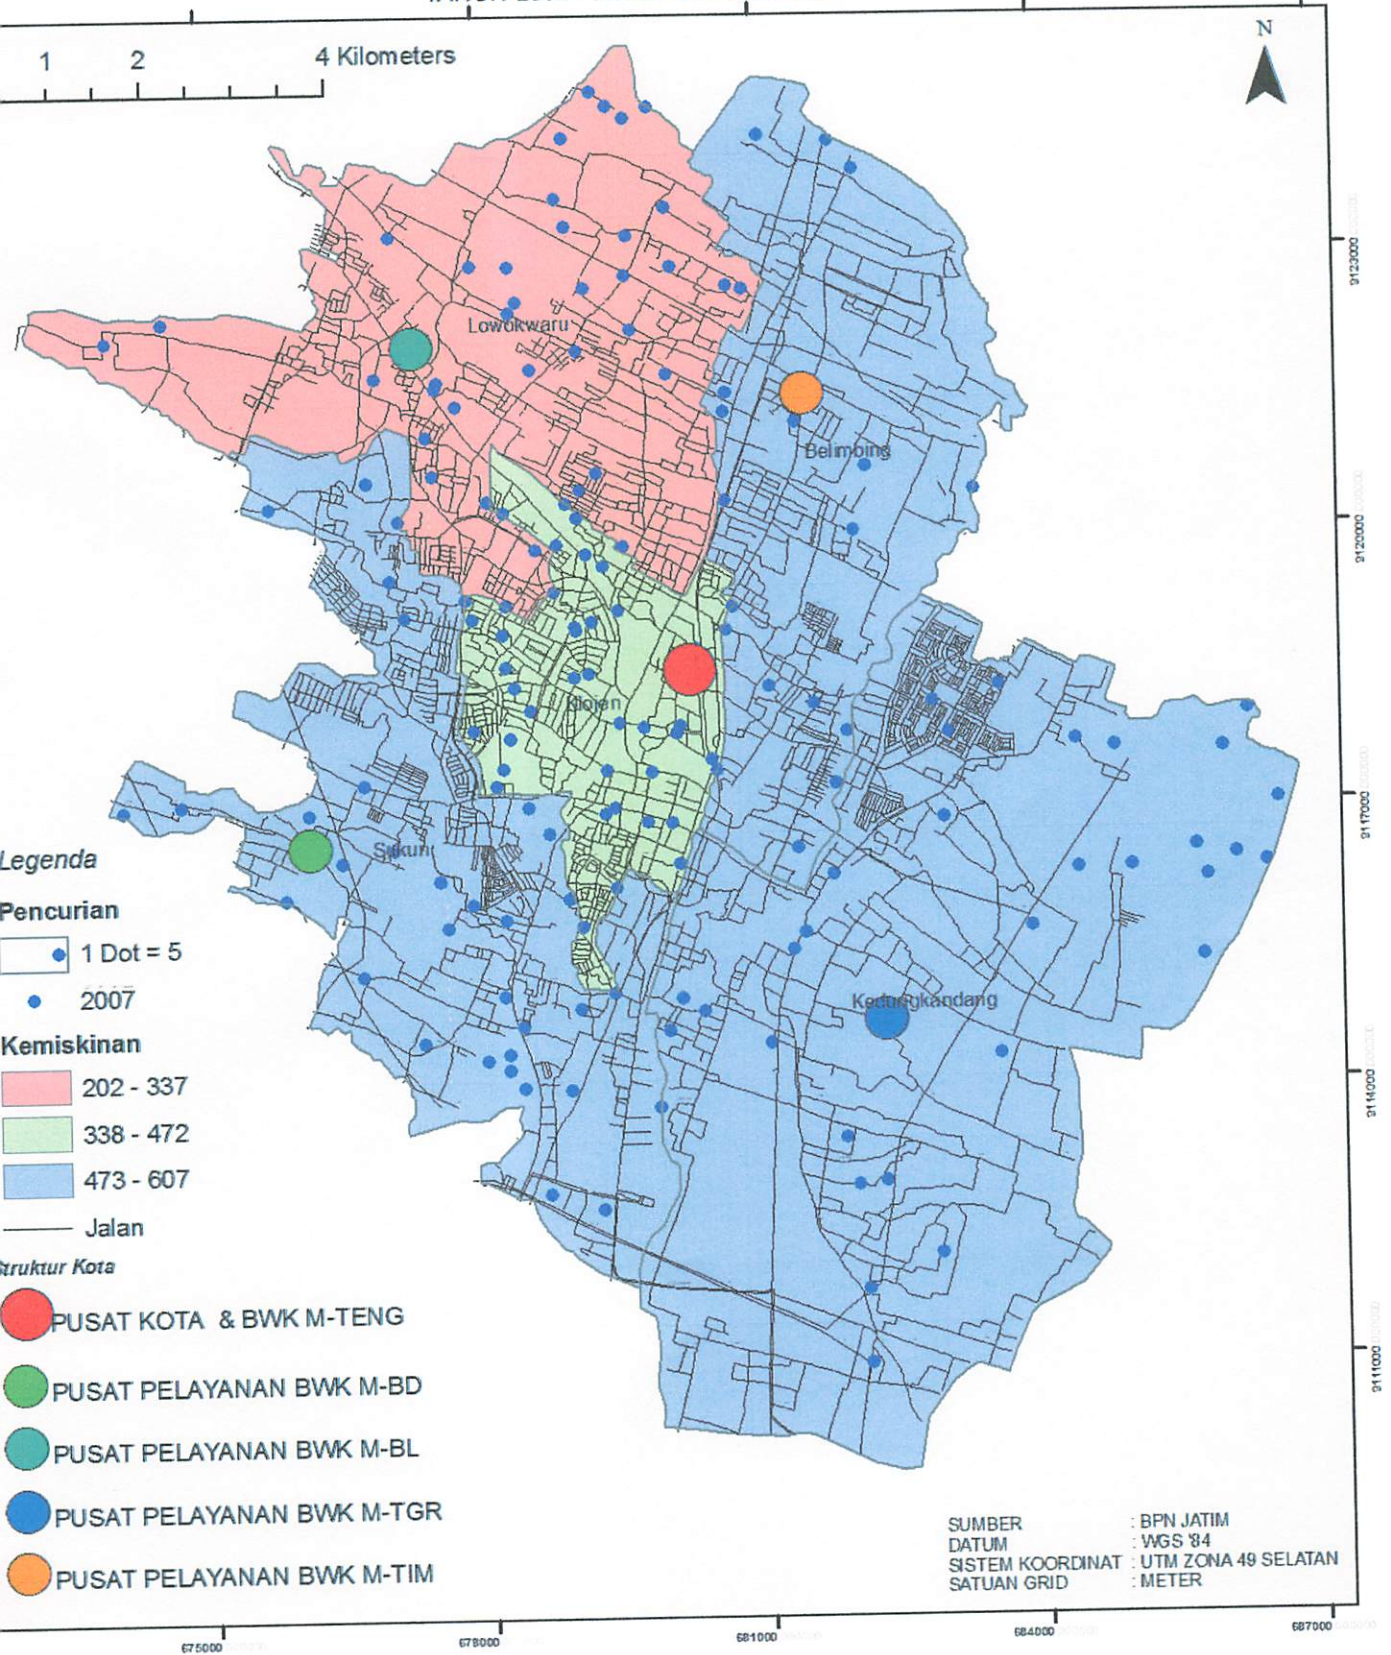 N
1 2 4 Kilometers
Lowokwaru
Belimbing
Klojen
Sukun
Kedungkandang
9123000
9120000
9117000
9114000
9111000
Legenda
Pencurian
1 Dot = 5
2007
Kemiskinan
202 - 337
338 - 472
473 - 607
Jalan
Struktur Kota
PUSAT KOTA & BWK M-TENG
PUSAT PELAYANAN BWK M-BD
PUSAT PELAYANAN BWK M-BL
PUSAT PELAYANAN BWK M-TGR
PUSAT PELAYANAN BWK M-TIM
SUMBER : BPN JATIM
DATUM : WGS '84
SISTEM KOORDINAT : UTM ZONA 49 SELATAN
SATUAN GRID : METER
675000 678000 681000 684000 687000